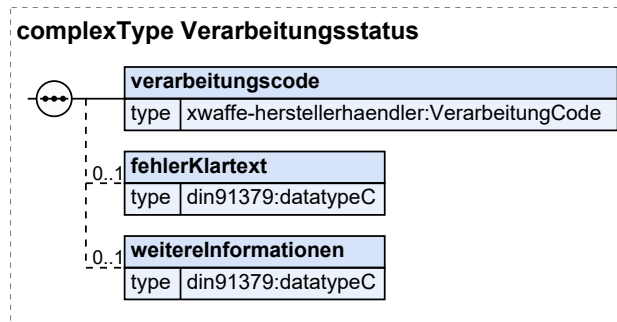 complexType Verarbeitungsstatus
verarbeitungscode
type xwaffe-herstellerhaendler:VerarbeitungCode
0..1 fehlerKlartext
type din91379:datatypeC
0..1 weitereInformationen
type din91379:datatypeC